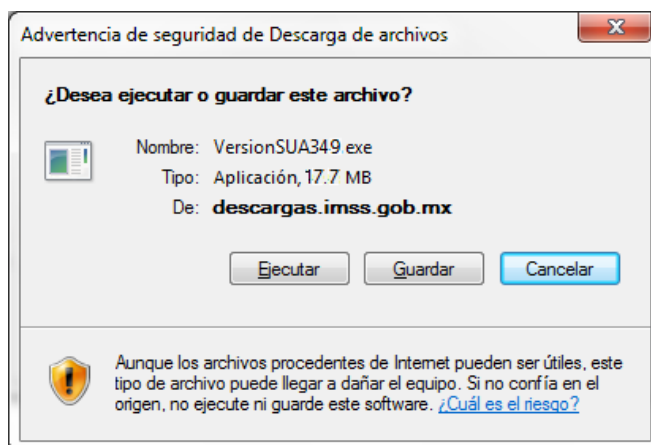 Advertencia de seguridad de Descarga de archivos
¿Desea ejecutar o guardar este archivo?
Nombre: VersionSUA349.exe
Tipo: Aplicación, 17.7 MB
De: descargas.imss.gob.mx
Ejecutar Guardar Cancelar
Aunque los archivos procedentes de Internet pueden ser útiles, este
tipo de archivo puede llegar a dañar el equipo. Si no confía en el
origen, no ejecute ni guarde este software. ¿Cuál es el riesgo?